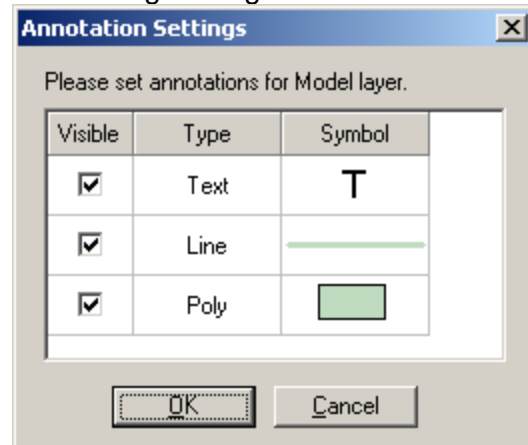 Annotation Settings
Please set annotations for Model layer.
Visible Type Symbol
Text T
Line
Poly
OK Cancel